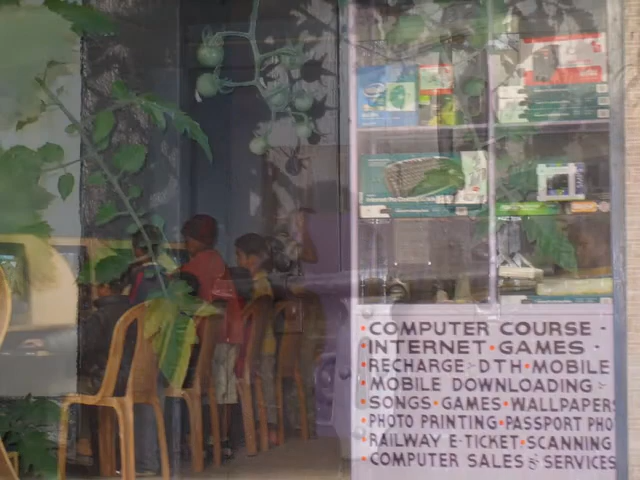 • COMPUTER COURSE •
INTERNET • GAMES •
• RECHARGE • DTH • MOBILE
• MOBILE DOWNLOADING •
• SONGS • GAMES • WALLPAPERS
• PHOTO PRINTING • PASSPORT PHO
• RAILWAY E-TICKET • SCANNING
• COMPUTER SALES & SERVICES